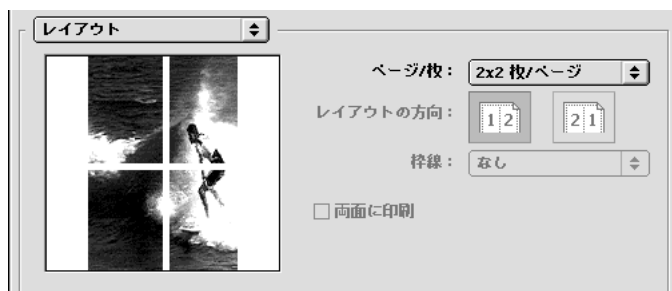 レイアウト
ページ/枚： 2x2 枚/ページ
レイアウトの方向： 1 2 2 1
枠線： なし
両面に印刷